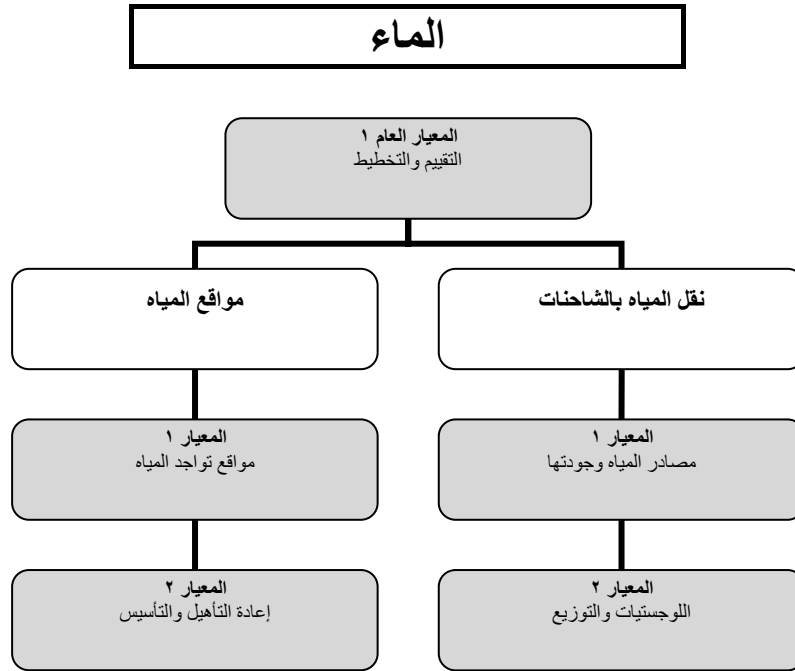 الماء
المعيار العام ١
التقييم والتخطيط
نقل المياه بالشاحنات
مواقع المياه
المعيار ١
مصادر المياه وجودتها
المعيار ١
مواقع تواجد المياه
المعيار ٢
اللوجستيات والتوزيع
المعيار ٢
إعادة التأهيل والتأسيس